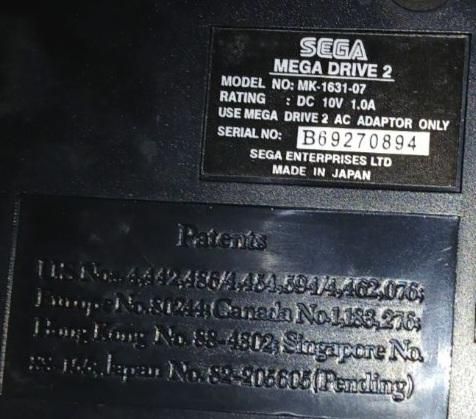 SEGA
MEGA DRIVE 2
MODEL NO: MK-1631-07
RATING : DC 10V 1.0A
USE MEGA DRIVE 2 AC ADAPTOR ONLY
SERIAL NO: B69270894
SEGA ENTERPRISES LTD
MADE IN JAPAN
Patents
U.S Nos. 4,442,486/4,454,594/4,462,076;
Europe No. 80244; Canada No. 1,183,276;
Hong Kong No. 88-4302; Singapore No.
88-155, Japan No. 82-205605 (Pending)